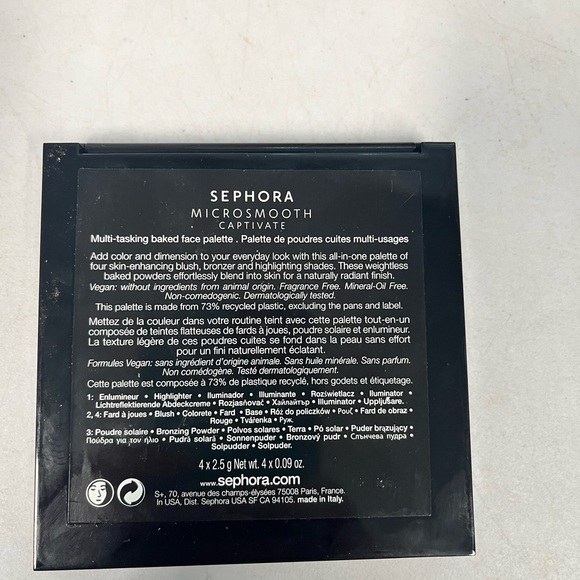 SEPHORA
MICROSMOOTH
CAPTIVATE
Multi-tasking baked face palette . Palette de poudres cuites multi-usages
Add color and dimension to your everyday look with this all-in-one palette of
four skin-enhancing blush, bronzer and highlighting shades. These weightless
baked powders effortlessly blend into skin for a naturally radiant finish.
Vegan: without ingredients from animal origin. Fragrance Free. Mineral-Oil Free.
Non-comedogenic. Dermatologically tested.
This palette is made from 73% recycled plastic, excluding the pans and label.
Mettez de la couleur dans votre routine teint avec cette palette tout-en-un
composée de teintes flatteuses de fards à joues, poudre solaire et enlumineur.
La texture légère de ces poudres cuites se fond dans la peau sans effort
pour un fini naturellement éclatant.
Formules Vegan: sans ingrédient d'origine animale. Sans huile minérale. Sans parfum.
Non comédogène. Testé dermatologiquement.
Cette palette est composée à 73% de plastique recyclé, hors godets et étiquetage.
1: Enlumineur • Highlighter • Iluminador • Illuminante • Rozświetlacz • Iluminator •
Lichtreflektierende Abdeckcreme • Rozjasňovač • Хайлайтър • Illuminator • Uppljusare.
2, 4: Fard à joues • Blush • Colorete • Fard • Base • Róż do policzków • Ρουζ • Fard de obraz •
Rouge • Tvářenka • Руж.
3: Poudre solaire • Bronzing Powder • Polvos solares • Terra • Pó solar • Puder brązujący •
Πούδρα για τον ήλιο • Pudră solară • Sonnenpuder • Bronzový pudr • Слънчева пудра •
Solpudder • Solpuder.
4 x 2.5 g Net wt. 4 x 0.09 oz.
www.sephora.com
S+, 70, avenue des champs-élysées 75008 Paris, France.
In USA, Dist. Sephora USA SF CA 94105. made in Italy.